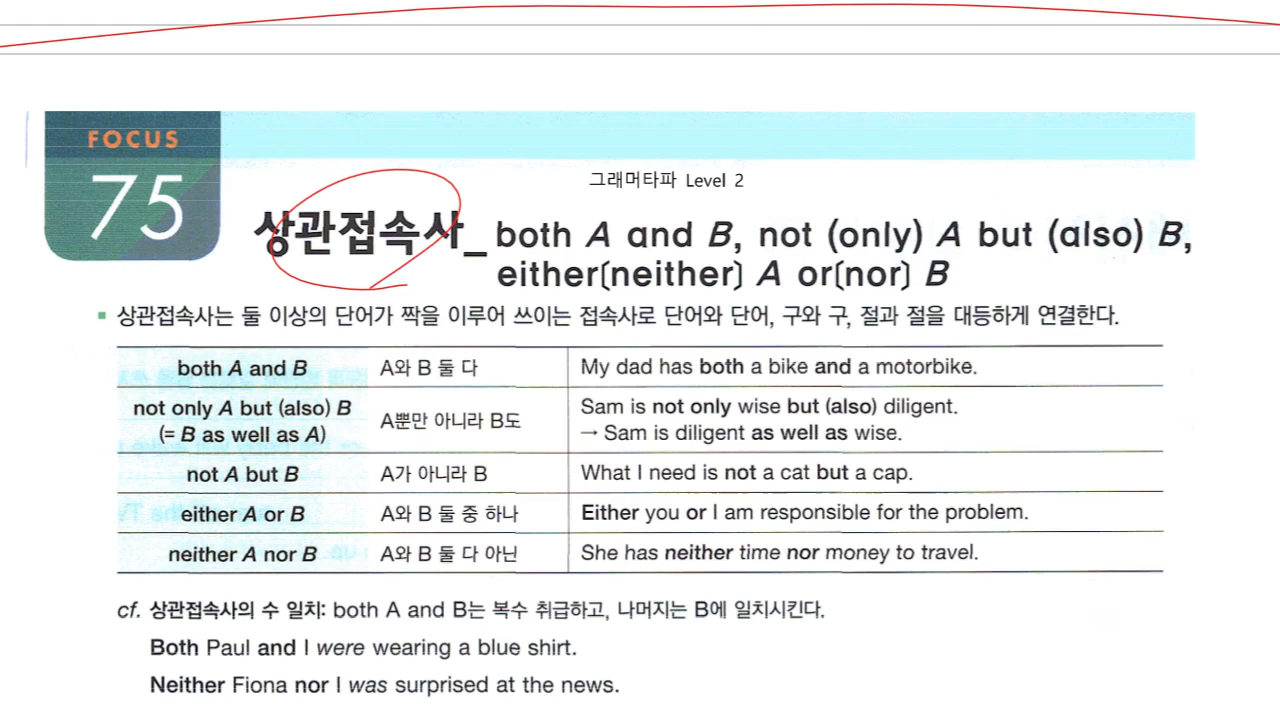 FOCUS
75
그래머타파 Level 2
상관접속사_ both A and B, not (only) A but (also) B,
either(neither) A or(nor) B
▪ 상관접속사는 둘 이상의 단어가 짝을 이루어 쓰이는 접속사로 단어와 단어, 구와 구, 절과 절을 대등하게 연결한다.
both A and B A와 B 둘 다 My dad has both a bike and a motorbike.
not only A but (also) B
(= B as well as A) A뿐만 아니라 B도 Sam is not only wise but (also) diligent.
→ Sam is diligent as well as wise.
not A but B A가 아니라 B What I need is not a cat but a cap.
either A or B A와 B 둘 중 하나 Either you or I am responsible for the problem.
neither A nor B A와 B 둘 다 아닌 She has neither time nor money to travel.
cf. 상관접속사의 수 일치: both A and B는 복수 취급하고, 나머지는 B에 일치시킨다.
Both Paul and I were wearing a blue shirt.
Neither Fiona nor I was surprised at the news.